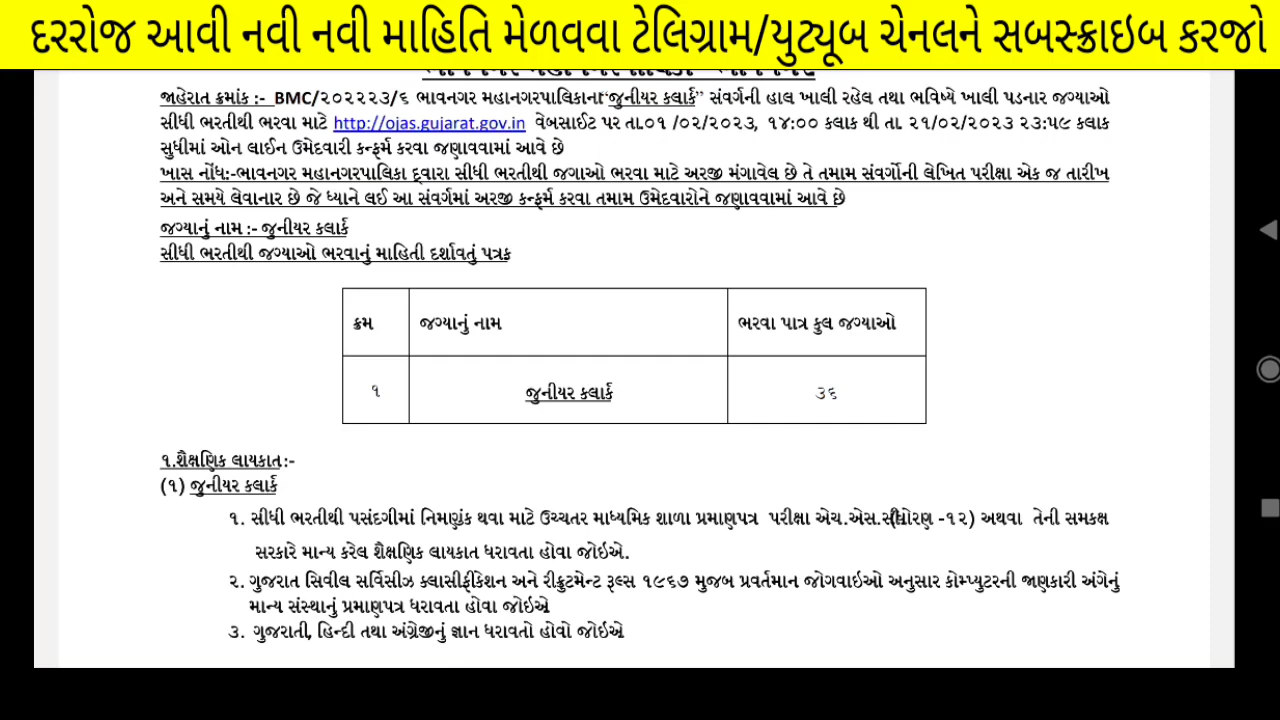 દરરોજ આવી નવી નવી માહિતિ મેળવવા ટેલિગ્રામ/યુટ્યૂબ ચેનલને સબસ્ક્રાઇબ કરજો
જાહેરાત ક્રમાંક :- BMC/૨૦૨૨૨૩/૬ ભાવનગર મહાનગરપાલિકાના“જુનીયર કલાર્ક” સંવર્ગની હાલ ખાલી રહેલ તથા ભવિષ્યે ખાલી પડનાર જગ્યાઓ
સીધી ભરતીથી ભરવા માટે http://ojas.gujarat.gov.in વેબસાઈટ પર તા.૦૧ /૦૨/૨૦૨૩, ૧૪:૦૦ કલાક થી તા. ૨૧/૦૨/૨૦૨૩ ૨૩:૫૯ કલાક
સુધીમાં ઓન લાઈન ઉમેદવારી કન્ફર્મ કરવા જણાવવામાં આવે છે
ખાસ નોંધ:-ભાવનગર મહાનગરપાલિકા દ્વારા સીધી ભરતીથી જગાઓ ભરવા માટે અરજી મંગાવેલ છે તે તમામ સંવર્ગોની લેખિત પરીક્ષા એક જ તારીખ
અને સમયે લેવાનાર છે જે ધ્યાને લઈ આ સંવર્ગમાં અરજી કન્ફર્મ કરવા તમામ ઉમેદવારોને જણાવવામાં આવે છે
જગ્યાનું નામ :- જુનીયર કલાર્ક
સીધી ભરતીથી જગ્યાઓ ભરવાનું માહિતી દર્શાવતું પત્રક
ક્રમ જગ્યાનું નામ ભરવા પાત્ર કુલ જગ્યાઓ
૧ જુનીયર કલાર્ક ૩૬
૧.શૈક્ષણિક લાયકાત:-
(૧) જુનીયર કલાર્ક
૧. સીધી ભરતીથી પસંદગીમાં નિમણુંક થવા માટે ઉચ્ચતર માધ્યમિક શાળા પ્રમાણપત્ર પરીક્ષા એચ.એસ.સી(ધોરણ -૧૨) અથવા તેની સમકક્ષ
સરકારે માન્ય કરેલ શૈક્ષણિક લાયકાત ધરાવતા હોવા જોઇએ.
૨. ગુજરાત સિવીલ સર્વિસીઝ ક્લાસીફીકેશન અને રીક્રુટમેન્ટ રૂલ્સ ૧૯૬૭ મુજબ પ્રવર્તમાન જોગવાઇઓ અનુસાર કોમ્પ્યુટરની જાણકારી અંગેનું
માન્ય સંસ્થાનું પ્રમાણપત્ર ધરાવતા હોવા જોઇએ
૩. ગુજરાતી, હિન્દી તથા અંગ્રેજીનું જ્ઞાન ધરાવતો હોવો જોઇએ